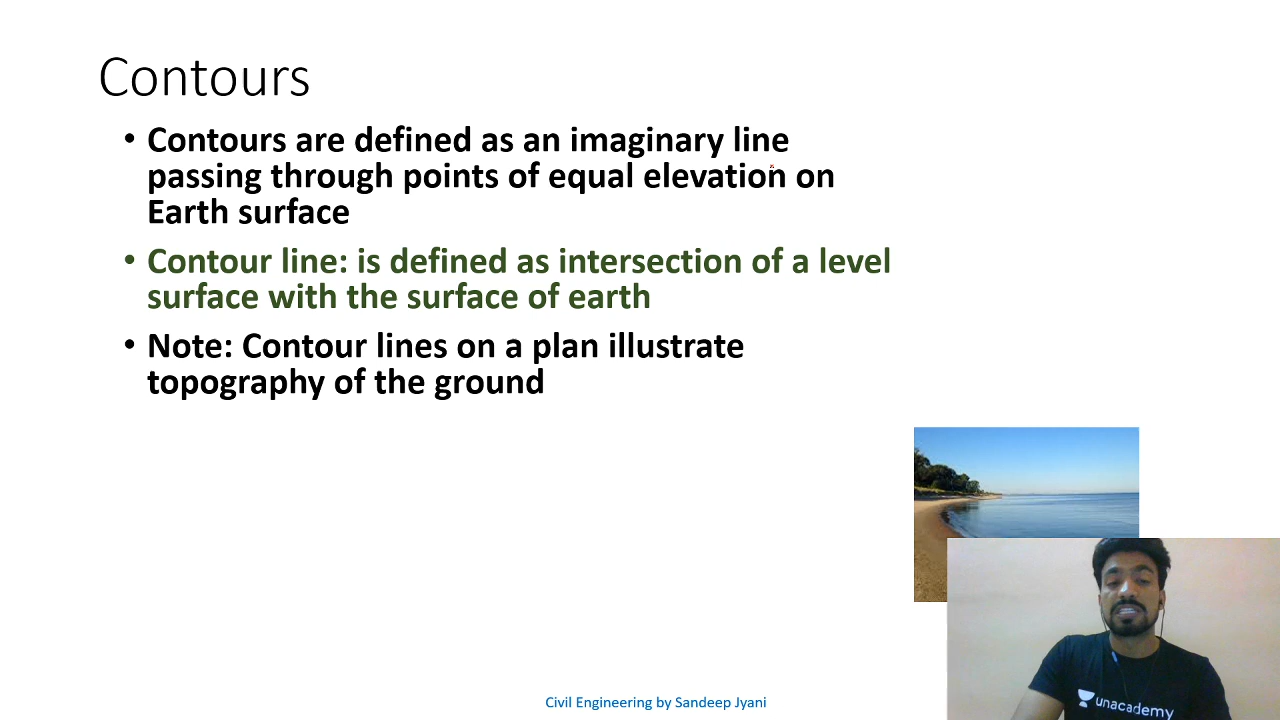 Contours
• Contours are defined as an imaginary line
passing through points of equal elevation on
Earth surface
• Contour line: is defined as intersection of a level
surface with the surface of earth
• Note: Contour lines on a plan illustrate
topography of the ground
unacademy
Civil Engineering by Sandeep Jyani